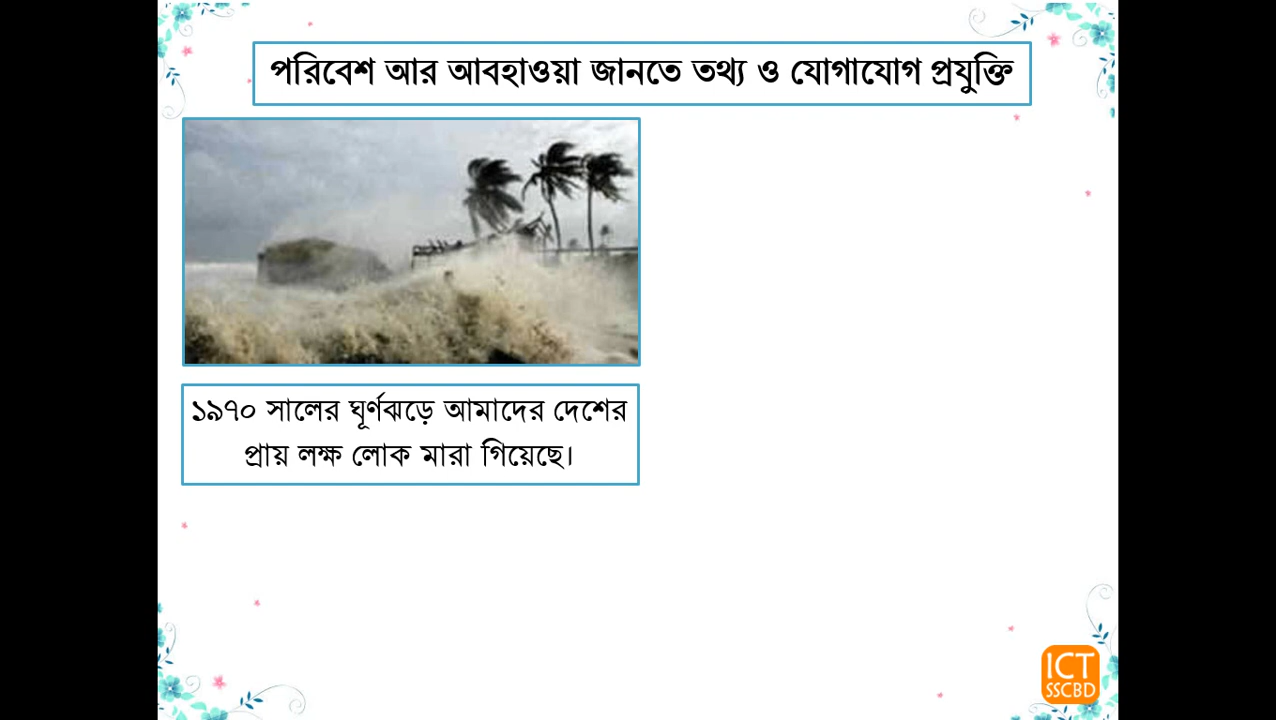 পরিবেশ আর আবহাওয়া জানতে তথ্য ও যোগাযোগ প্রযুক্তি
১৯৭০ সালের ঘূর্ণঝড়ে আমাদের দেশের
প্রায় লক্ষ লোক মারা গিয়েছে।
ICT
SSCBD